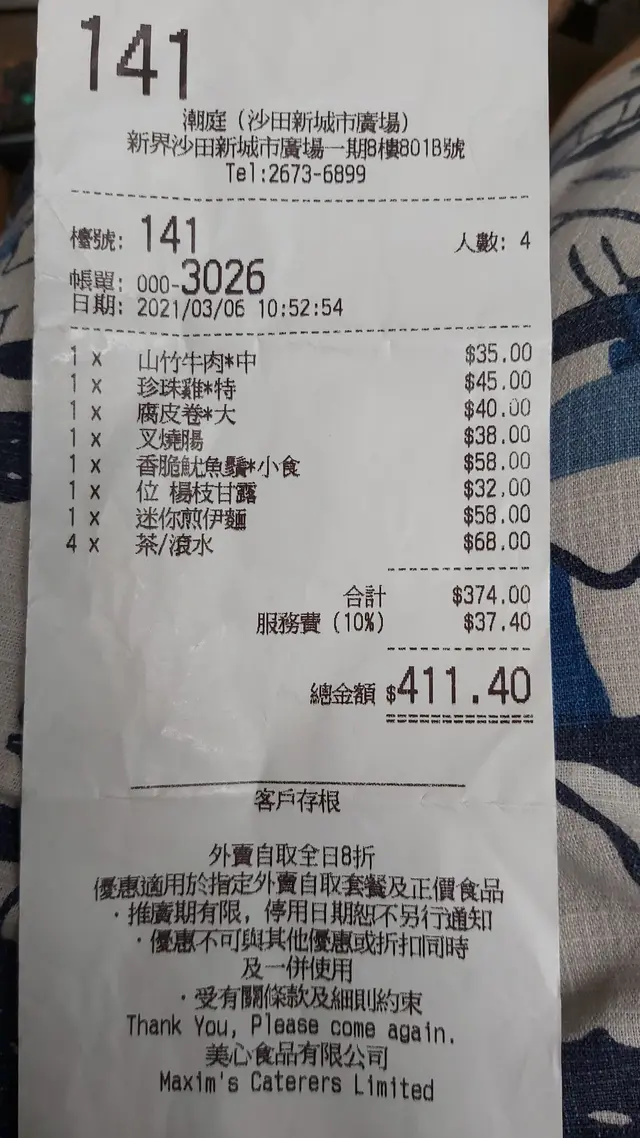 141
潮庭（沙田新城市廣場）
新界沙田新城市廣場一期8樓801B號
Tel:2673-6899
檯號: 141 人數: 4
帳單: 000-3026
日期: 2021/03/06 10:52:54
1 x 山竹牛肉*中 $35.00
1 x 珍珠雞*特 $45.00
1 x 腐皮卷*大 $40.00
1 x 叉燒腸 $38.00
1 x 香脆魷魚鬚*小食 $58.00
1 x 位 楊枝甘露 $32.00
1 x 迷你煎伊麵 $58.00
4 x 茶/滾水 $68.00
合計 $374.00
服務費 (10%) $37.40
總金額 $411.40
客戶存根
外賣自取全日8折
優惠適用於指定外賣自取套餐及正價食品
·推廣期有限, 停用日期恕不另行通知
·優惠不可與其他優惠或折扣同時
及一併使用
·受有關條款及細則約束
Thank You, Please come again.
美心食品有限公司
Maxim's Caterers Limited